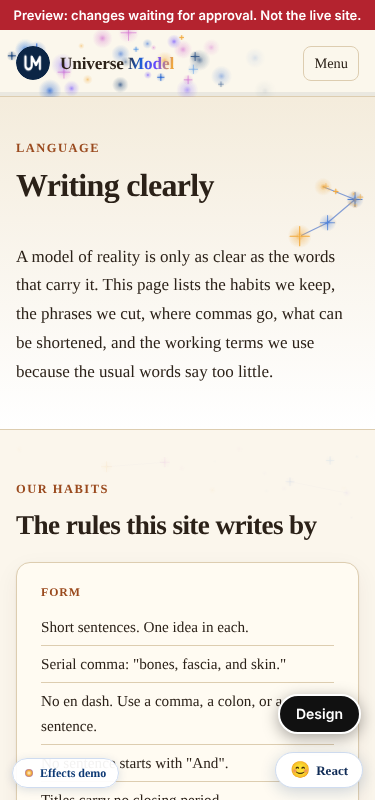 Preview: changes waiting for approval. Not the live site.
UM
Universe Model
Menu
LANGUAGE
Writing clearly
A model of reality is only as clear as the words
that carry it. This page lists the habits we keep,
the phrases we cut, where commas go, what can
be shortened, and the working terms we use
because the usual words say too little.
OUR HABITS
The rules this site writes by
FORM
Short sentences. One idea in each.
Serial comma: "bones, fascia, and skin."
No en dash. Use a comma, a colon, or a
sentence.
Design
No sentence starts with "And".
Effects demo
React
Titles carry no closing period.